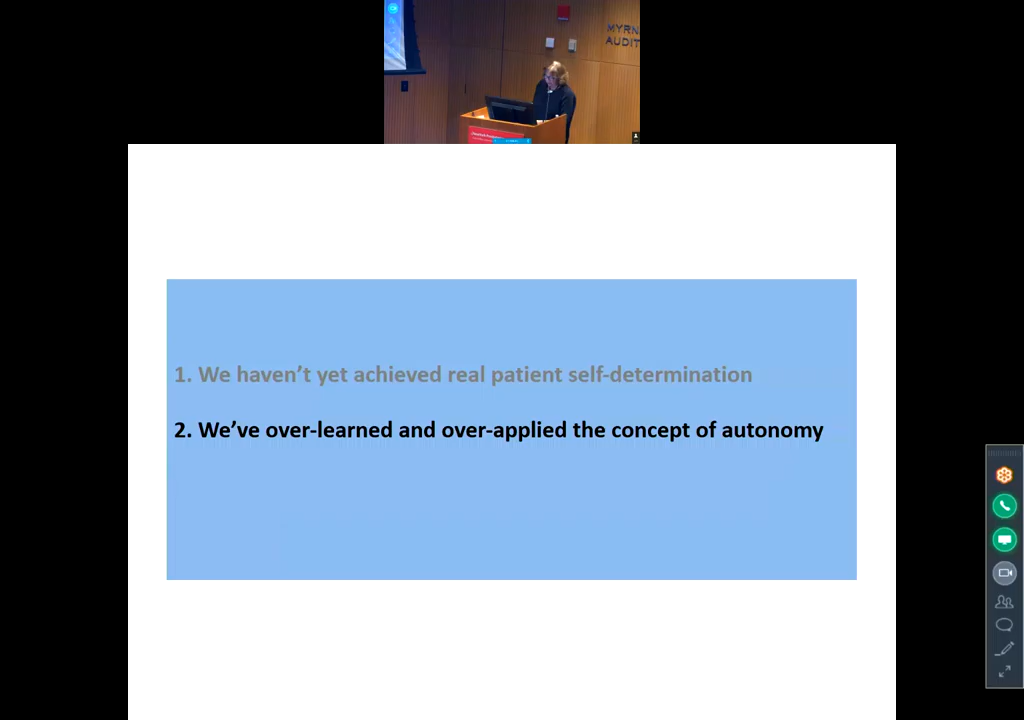 MYRN
AUDIT
1. We haven’t yet achieved real patient self-determination
2. We’ve over-learned and over-applied the concept of autonomy